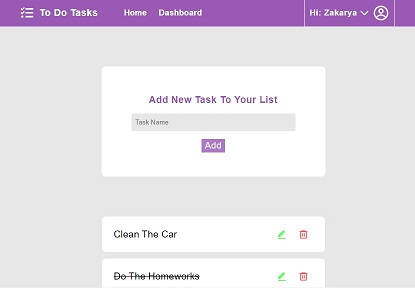 To Do Tasks Home Dashboard Hi: Zakarya
Add New Task To Your List
Task Name
Add
Clean The Car
Do The Homeworks